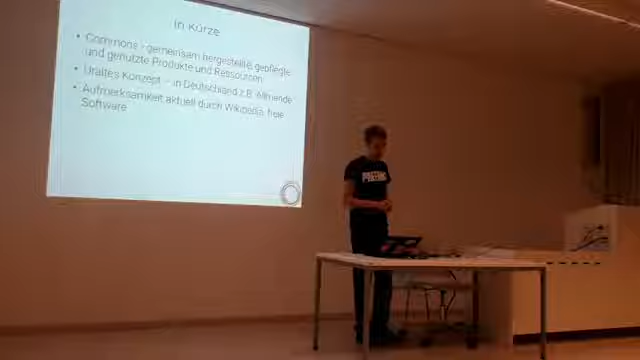 In Kürze
• Commons - gemeinsam hergestellte, gepflegte
und genutzte Produkte und Ressourcen
• Uraltes Konzept – in Deutschland z.B. Allmende
• Aufmerksamkeit aktuell durch Wikipedia, freie
Software